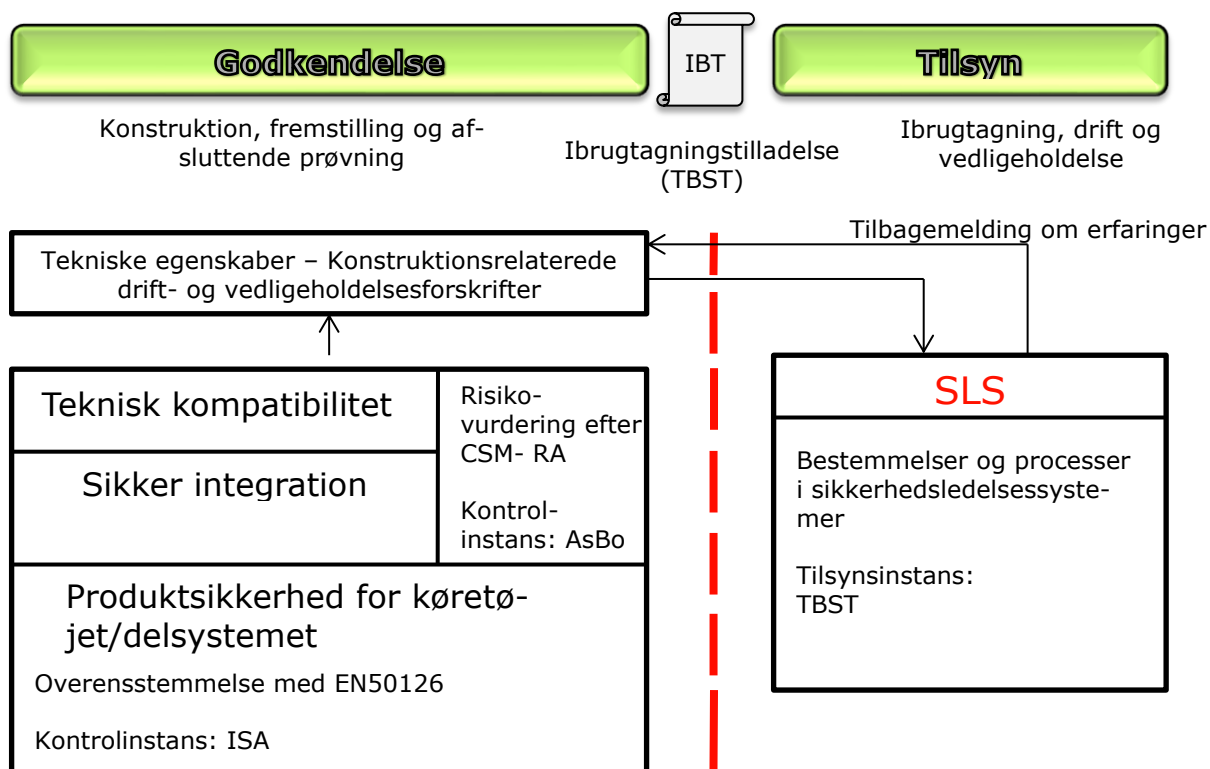 Godkendelse
IBT
Tilsyn
Konstruktion, fremstilling og af-
sluttende prøvning
Ibrugtagningstilladelse
(TBST)
Ibrugtagning, drift og
vedligeholdelse
Tilbagemelding om erfaringer
Tekniske egenskaber – Konstruktionsrelaterede
drift- og vedligeholdelsesforskrifter
Teknisk kompatibilitet
Sikker integration
Risiko-
vurdering efter
CSM- RA
Kontrol-
instans: AsBo
Produktsikkerhed for køretø-
jet/delsystemet
Overensstemmelse med EN50126
Kontrolinstans: ISA
SLS
Bestemmelser og processer
i sikkerhedsledelsessyste-
mer
Tilsynsinstans:
TBST